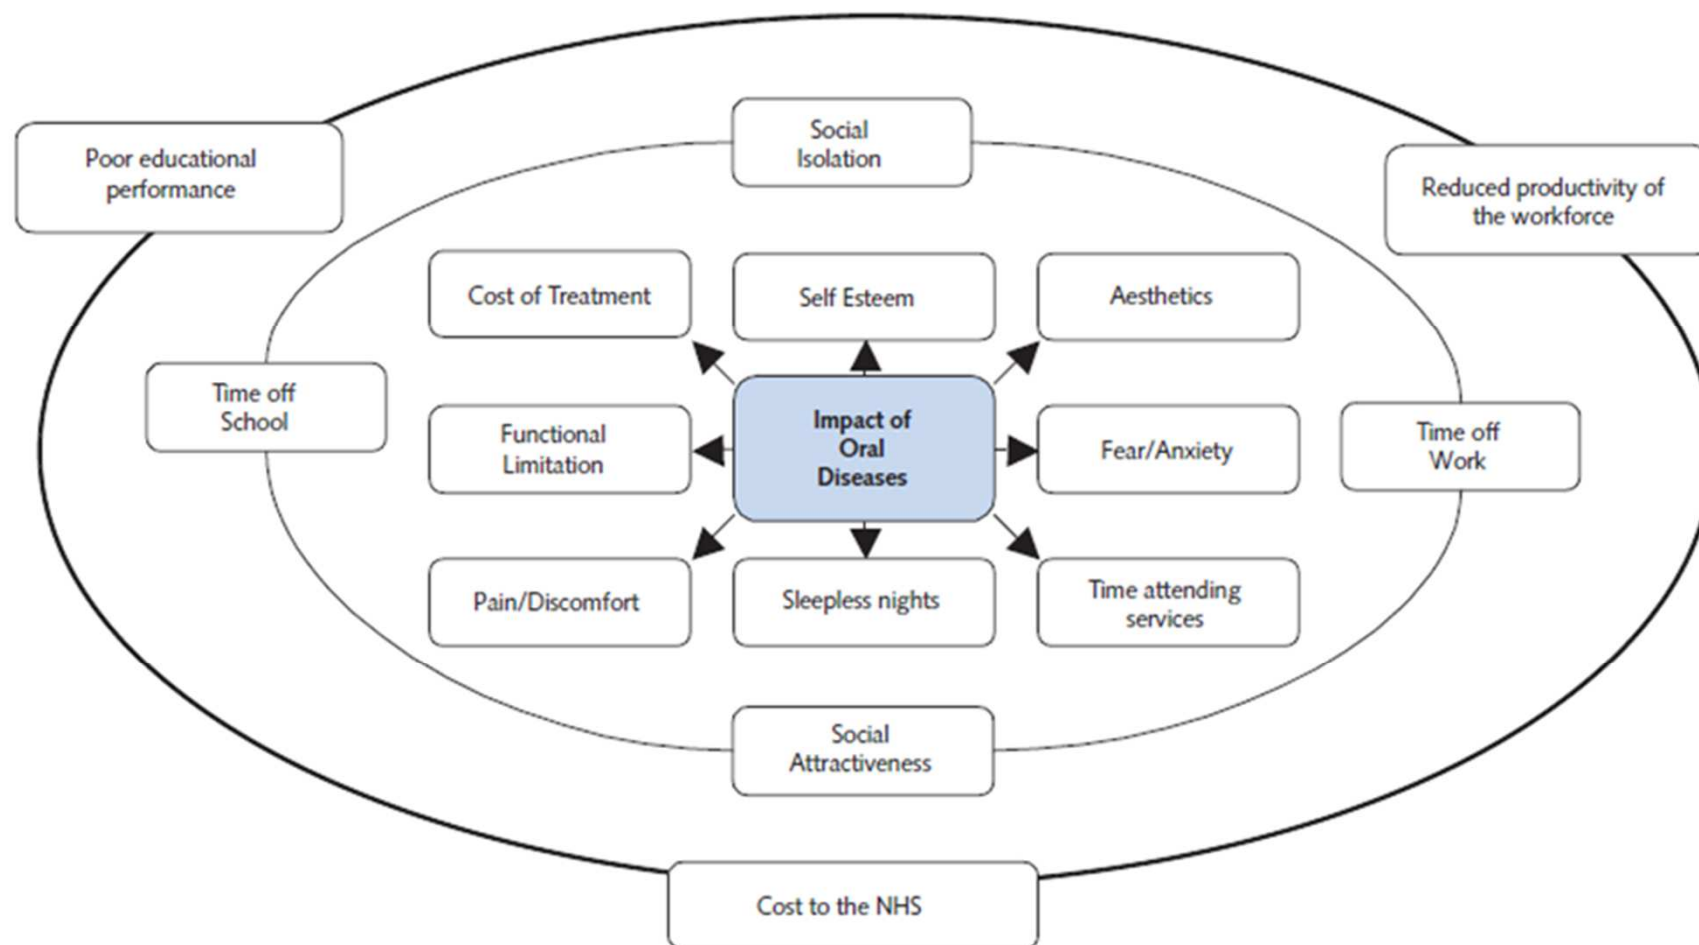 Social
Isolation
Poor educational
performance
Reduced productivity of
the workforce
Cost of Treatment
Self Esteem
Aesthetics
Time off
School
Functional
Limitation
Impact of
Oral
Diseases
Fear/Anxiety
Time off
Work
Pain/Discomfort
Sleepless nights
Time attending
services
Social
Attractiveness
Cost to the NHS